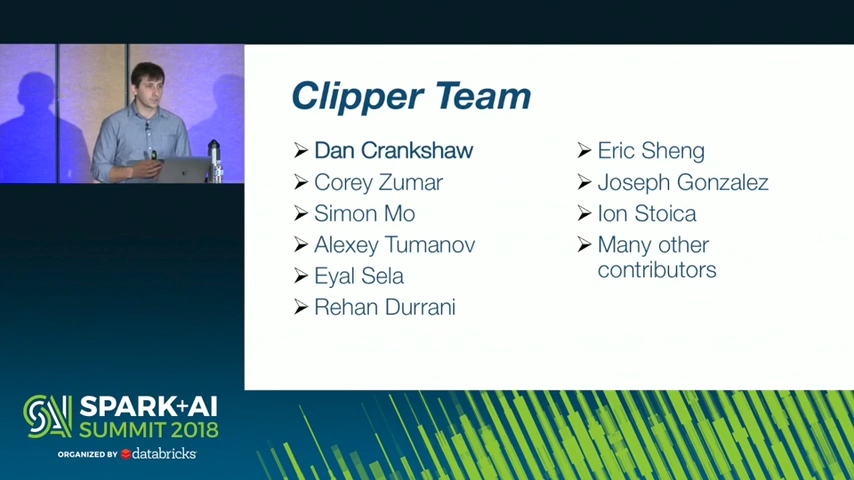 Clipper Team
➢ Dan Crankshaw
➢ Corey Zumar
➢ Simon Mo
➢ Alexey Tumanov
➢ Eyal Sela
➢ Rehan Durrani
➢ Eric Sheng
➢ Joseph Gonzalez
➢ Ion Stoica
➢ Many other
contributors
SPARK+AI
SUMMIT 2018
ORGANIZED BY databricks